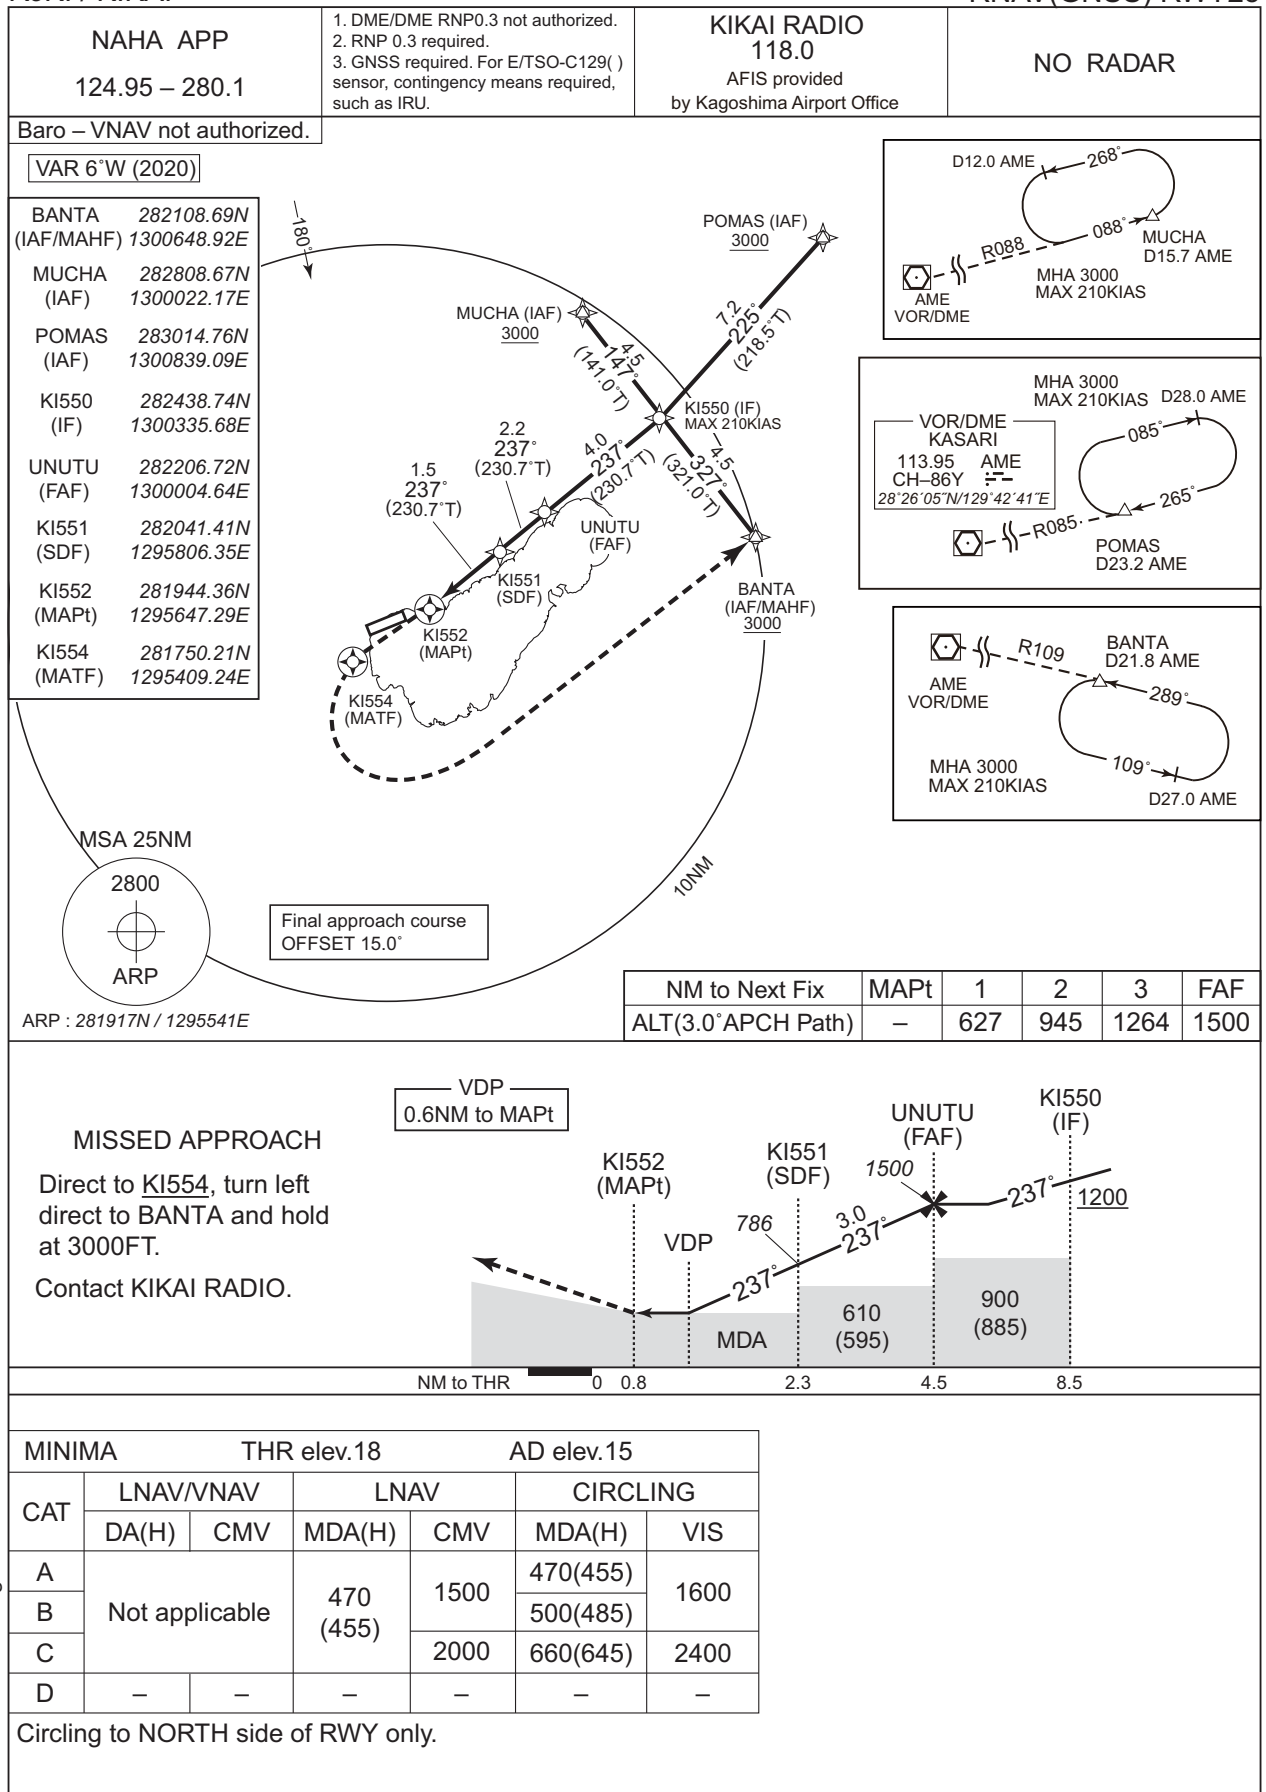 NAHA APP
124.95 – 280.1
1. DME/DME RNP0.3 not authorized.
2. RNP 0.3 required.
3. GNSS required. For E/TSO-C129( )
sensor, contingency means required,
such as IRU.
KIKAI RADIO
118.0
AFIS provided
by Kagoshima Airport Office
NO RADAR
Baro – VNAV not authorized.
VAR 6˚W (2020)
BANTA 282108.69N
(IAF/MAHF) 1300648.92E
MUCHA 282808.67N
(IAF) 1300022.17E
POMAS 283014.76N
(IAF) 1300839.09E
KI550 282438.74N
(IF) 1300335.68E
UNUTU 282206.72N
(FAF) 1300004.64E
KI551 282041.41N
(SDF) 1295806.35E
KI552 281944.36N
(MAPt) 1295647.29E
KI554 281750.21N
(MATF) 1295409.24E
180˚
POMAS (IAF)
3000
MUCHA (IAF)
3000
7.2
225˚
(218.5˚T)
4.5
147˚
(141.0˚T)
KI550 (IF)
MAX 210KIAS
4.0
237˚
(230.7˚T)
4.5
327˚
(321.0˚T)
2.2
237˚
(230.7˚T)
1.5
237˚
(230.7˚T)
UNUTU
(FAF)
KI551
(SDF)
BANTA
(IAF/MAHF)
3000
KI552
(MAPt)
KI554
(MATF)
10NM
D12.0 AME
268˚
088˚
R088
MUCHA
D15.7 AME
MHA 3000
MAX 210KIAS
AME
VOR/DME
MHA 3000
MAX 210KIAS
D28.0 AME
VOR/DME
KASARI
113.95 AME
CH–86Y
28˚26´05˝N/129˚42´41˝E
085˚
265˚
R085
POMAS
D23.2 AME
R109
BANTA
D21.8 AME
AME
VOR/DME
289˚
109˚
MHA 3000
MAX 210KIAS
D27.0 AME
MSA 25NM
2800
ARP
ARP : 281917N / 1295541E
Final approach course
OFFSET 15.0˚
NM to Next Fix MAPt 1 2 3 FAF
ALT(3.0˚APCH Path) – 627 945 1264 1500
MISSED APPROACH
Direct to KI554, turn left
direct to BANTA and hold
at 3000FT.
Contact KIKAI RADIO.
VDP
0.6NM to MAPt
KI552
(MAPt)
VDP
KI551
(SDF)
UNUTU
(FAF)
KI550
(IF)
786
1500
1200
237˚
3.0
237˚
237˚
MDA
610
(595)
900
(885)
NM to THR 0 0.8 2.3 4.5 8.5
MINIMA THR elev.18 AD elev.15
CAT LNAV/VNAV LNAV CIRCLING
DA(H) CMV MDA(H) CMV MDA(H) VIS
A Not applicable 470 (455) 1500 470(455) 1600
B 500(485)
C 2000 660(645) 2400
D – – – – – –
Circling to NORTH side of RWY only.